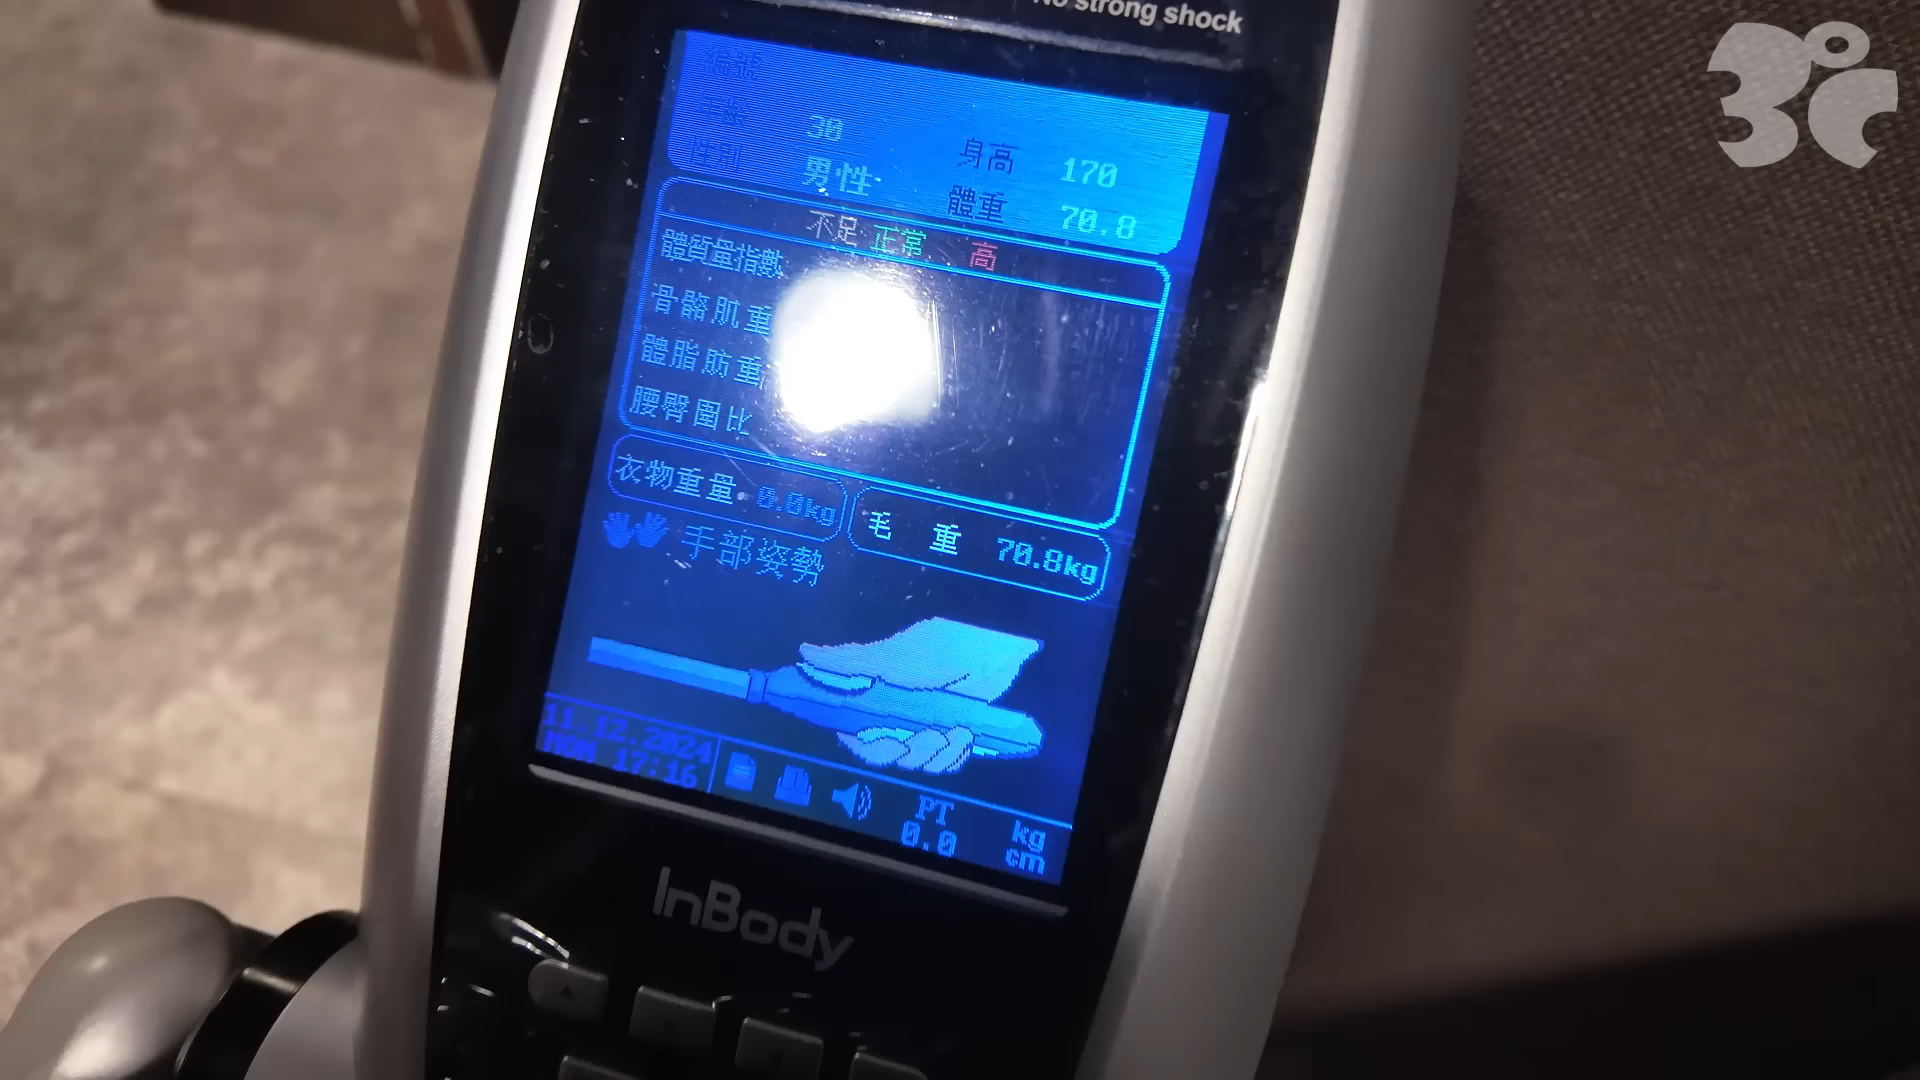 No strong shock
編號
年齡 30 身高 170
性別 男性 體重 70.8
不足 正常 高
體質量指數
骨骼肌重
體脂肪重
腰臀圍比
衣物重量 0.0kg 毛 重 70.8kg
手部姿勢
11.12.2024
MON 17:16
PT kg
0.0 cm
InBody